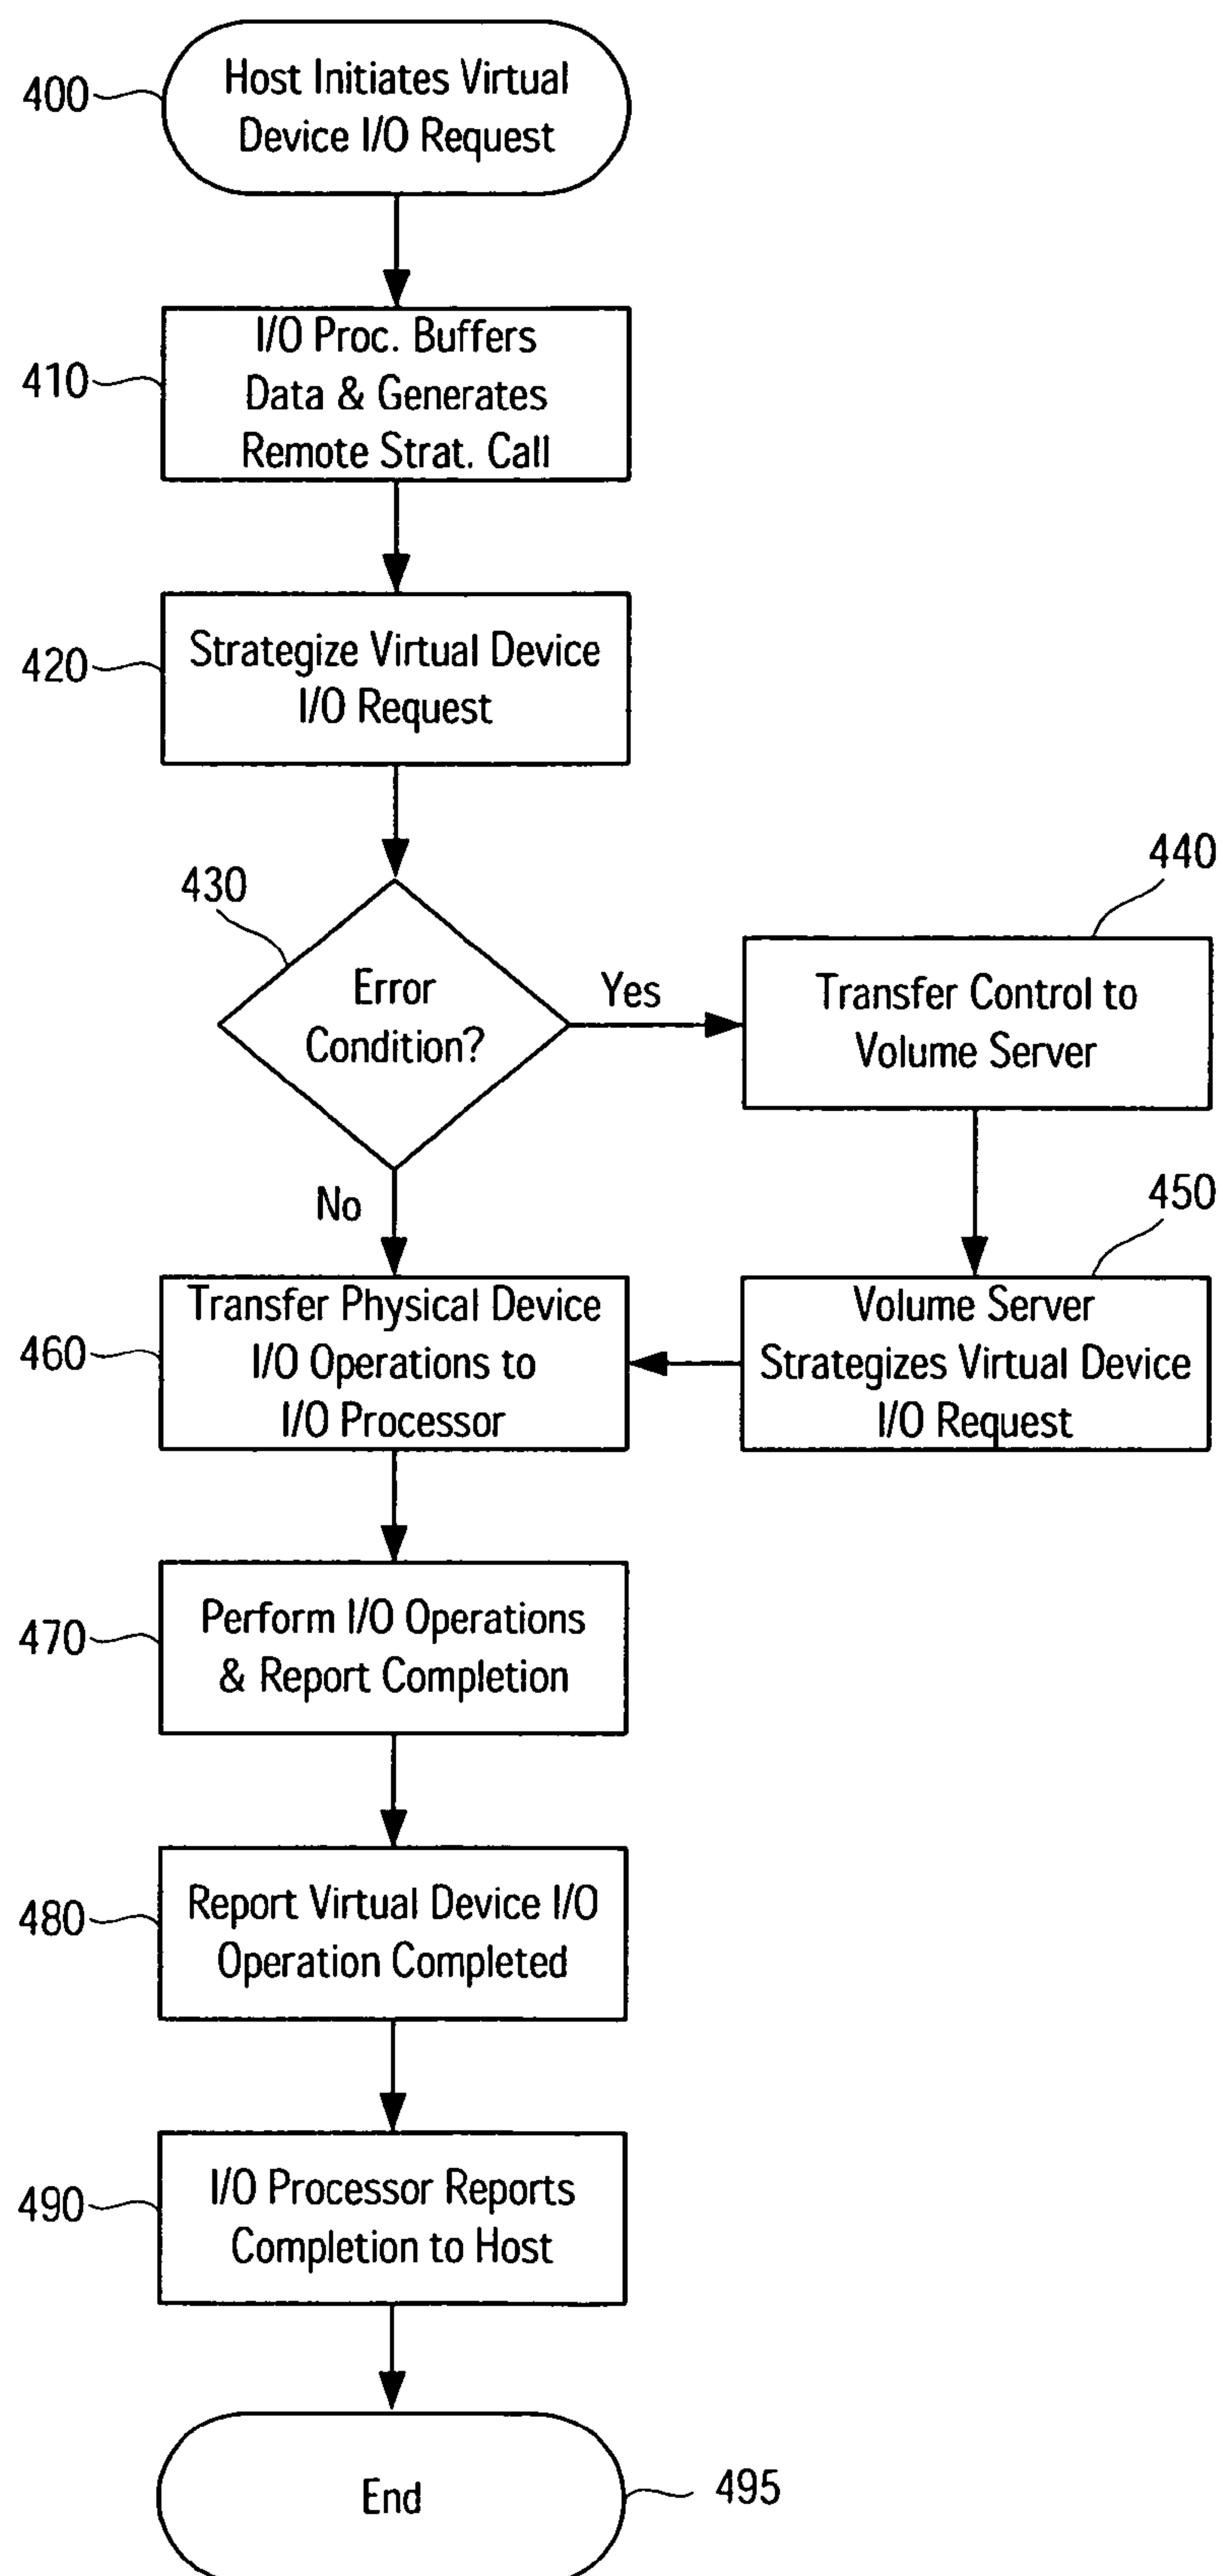 400
Host Initiates Virtual
Device I/O Request
410
I/O Proc. Buffers
Data & Generates
Remote Strat. Call
420
Strategize Virtual Device
I/O Request
430
Error
Condition?
Yes
No
440
Transfer Control to
Volume Server
450
Volume Server
Strategizes Virtual Device
I/O Request
460
Transfer Physical Device
I/O Operations to
I/O Processor
470
Perform I/O Operations
& Report Completion
480
Report Virtual Device I/O
Operation Completed
490
I/O Processor Reports
Completion to Host
End
495